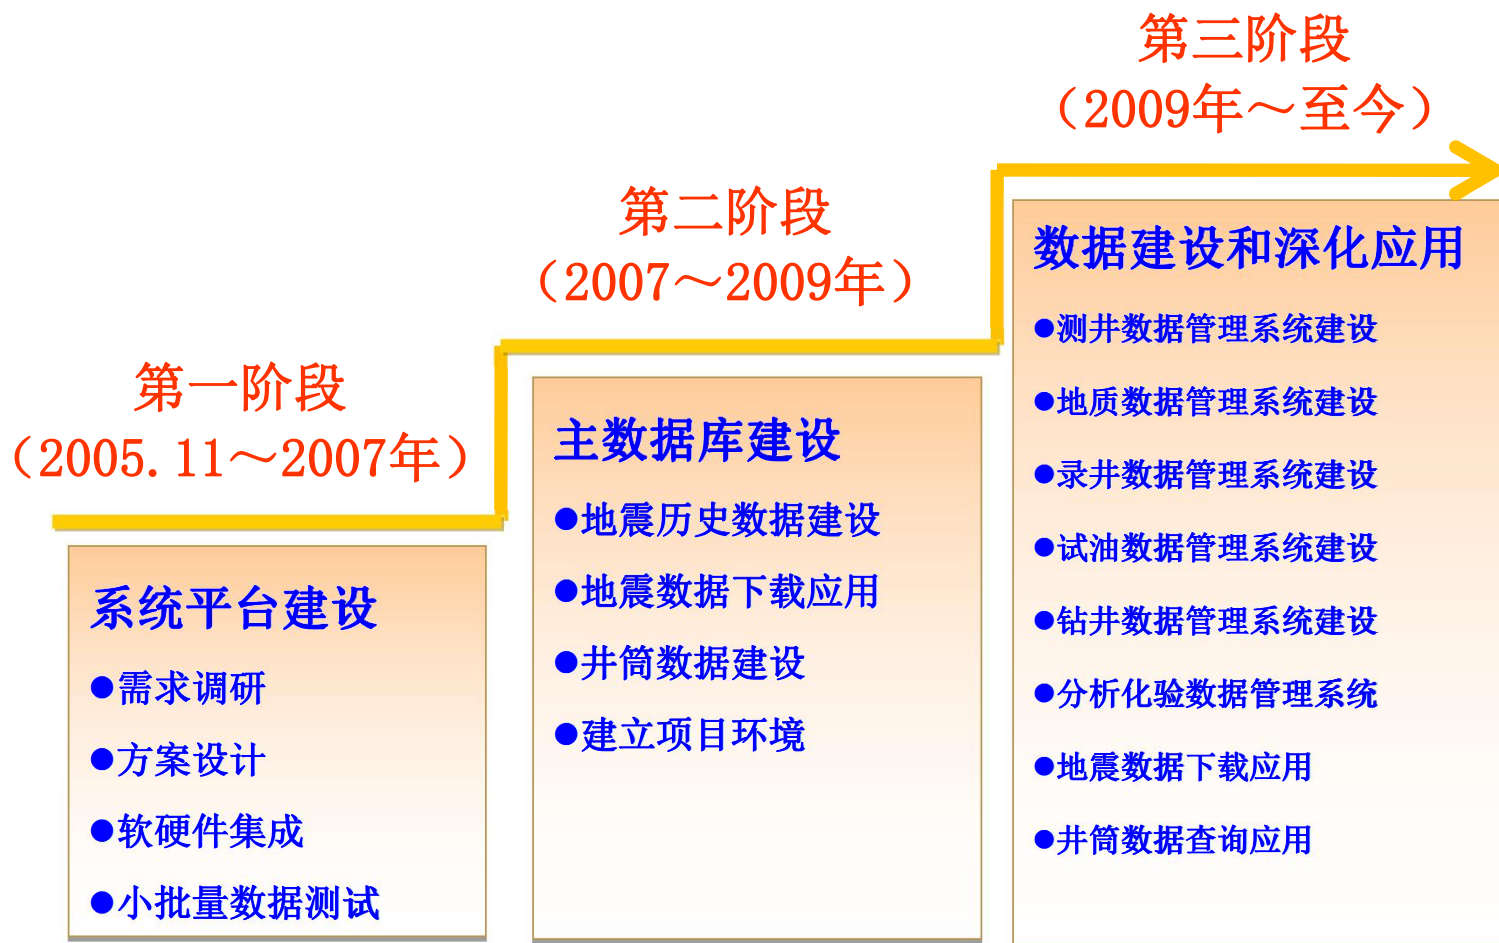 第一阶段
（2005.11～2007年）
系统平台建设
●需求调研
●方案设计
●软硬件集成
●小批量数据测试
第二阶段
（2007～2009年）
主数据库建设
●地震历史数据建设
●地震数据下载应用
●井筒数据建设
●建立项目环境
第三阶段
（2009年～至今）
数据建设和深化应用
●测井数据管理系统建设
●地质数据管理系统建设
●录井数据管理系统建设
●试油数据管理系统建设
●钻井数据管理系统建设
●分析化验数据管理系统
●地震数据下载应用
●井筒数据查询应用